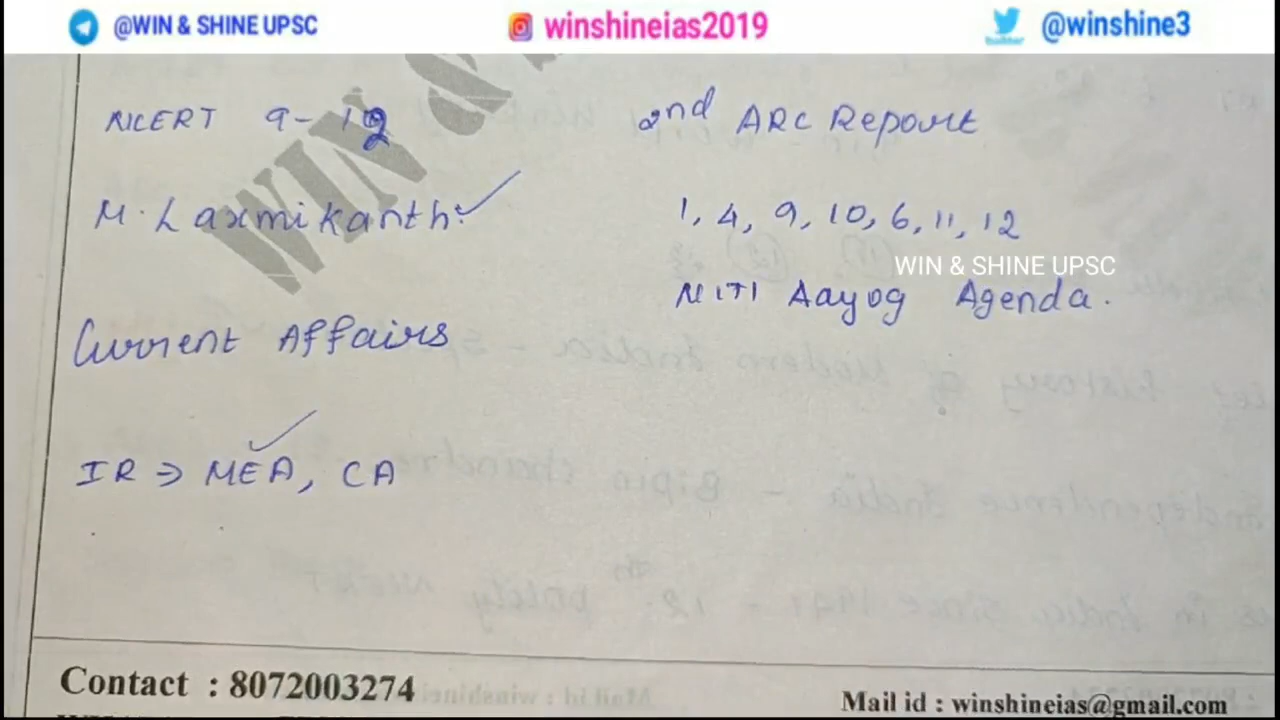 @WIN & SHINE UPSC winshineias2019 @winshine3
WIN &
NCERT 9-12 2nd ARC Report
M. Laxmikanth. 1, 4, 9, 10, 6, 11, 12
WIN & SHINE UPSC
NITI Aayog Agenda.
Current Affairs
IR ⇒ MEA, CA
Contact : 8072003274
Mail id : winshineias@gmail.com